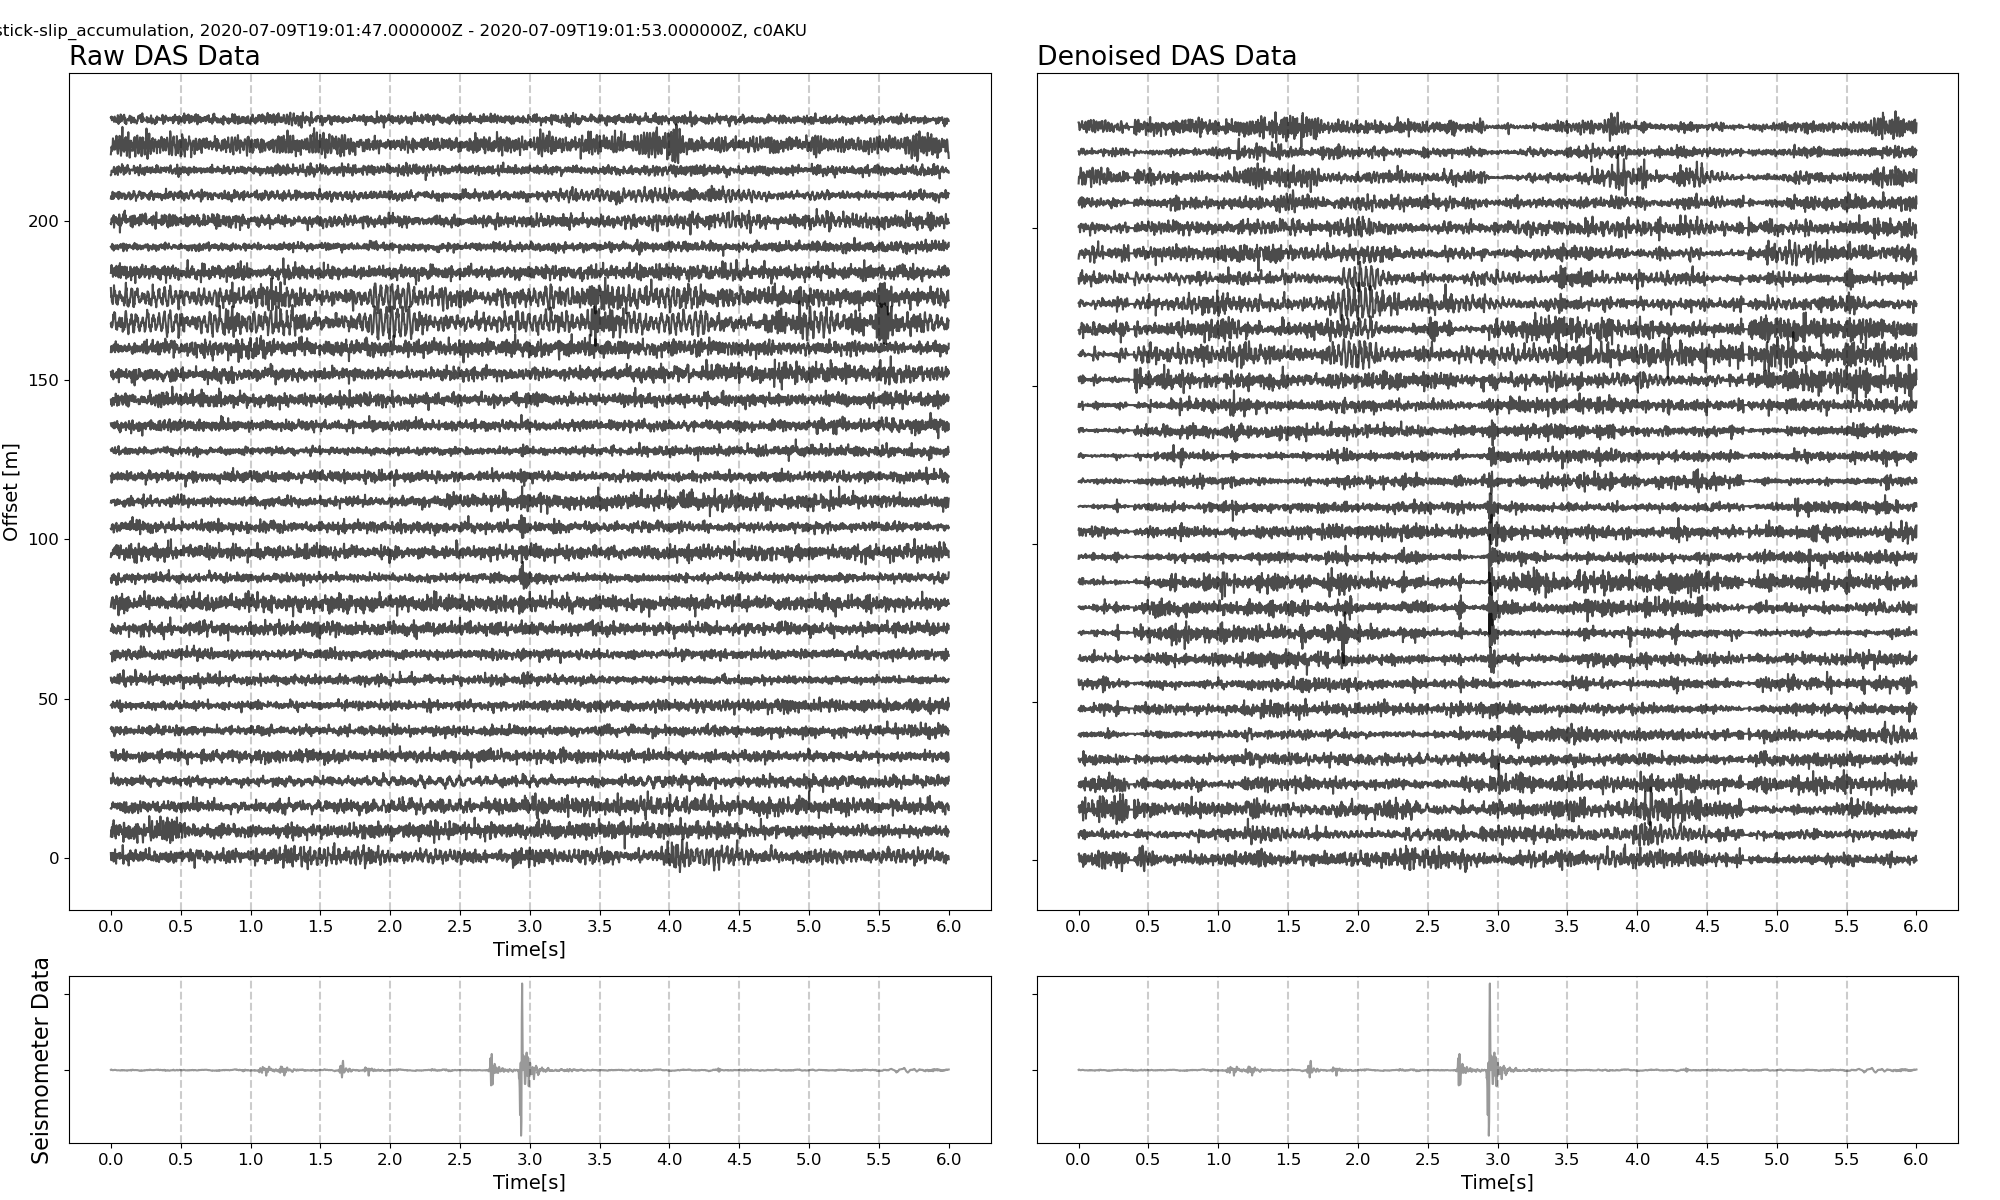 stick-slip_accumulation, 2020-07-09T19:01:47.000000Z - 2020-07-09T19:01:53.000000Z, c0AKU
Raw DAS Data
Denoised DAS Data
Offset [m]
200
150
100
50
0
0.0 0.5 1.0 1.5 2.0 2.5 3.0 3.5 4.0 4.5 5.0 5.5 6.0
Time[s]
0.0 0.5 1.0 1.5 2.0 2.5 3.0 3.5 4.0 4.5 5.0 5.5 6.0
Seismometer Data
0.0 0.5 1.0 1.5 2.0 2.5 3.0 3.5 4.0 4.5 5.0 5.5 6.0
Time[s]
0.0 0.5 1.0 1.5 2.0 2.5 3.0 3.5 4.0 4.5 5.0 5.5 6.0
Time[s]